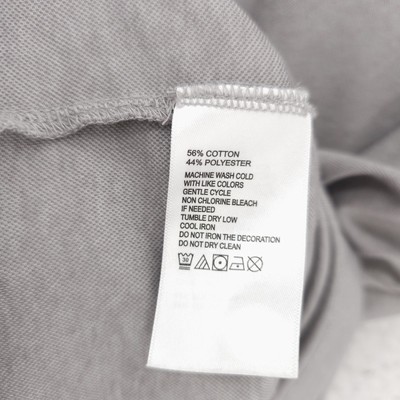 56% COTTON
44% POLYESTER
MACHINE WASH COLD
WITH LIKE COLORS
GENTLE CYCLE
NON CHLORINE BLEACH
IF NEEDED
TUMBLE DRY LOW
COOL IRON
DO NOT IRON THE DECORATION
DO NOT DRY CLEAN
30